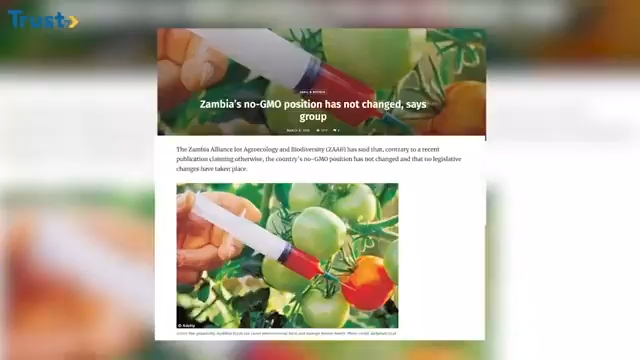 Trust
Zambia's no-GMO position has not changed, says
group
The Zambia Alliance for Agroecology and Biodiversity (ZAAB) has said that, contrary to a recent
publication claiming otherwise, the country's no-GMO position has not changed and that no legislative
changes have taken place.